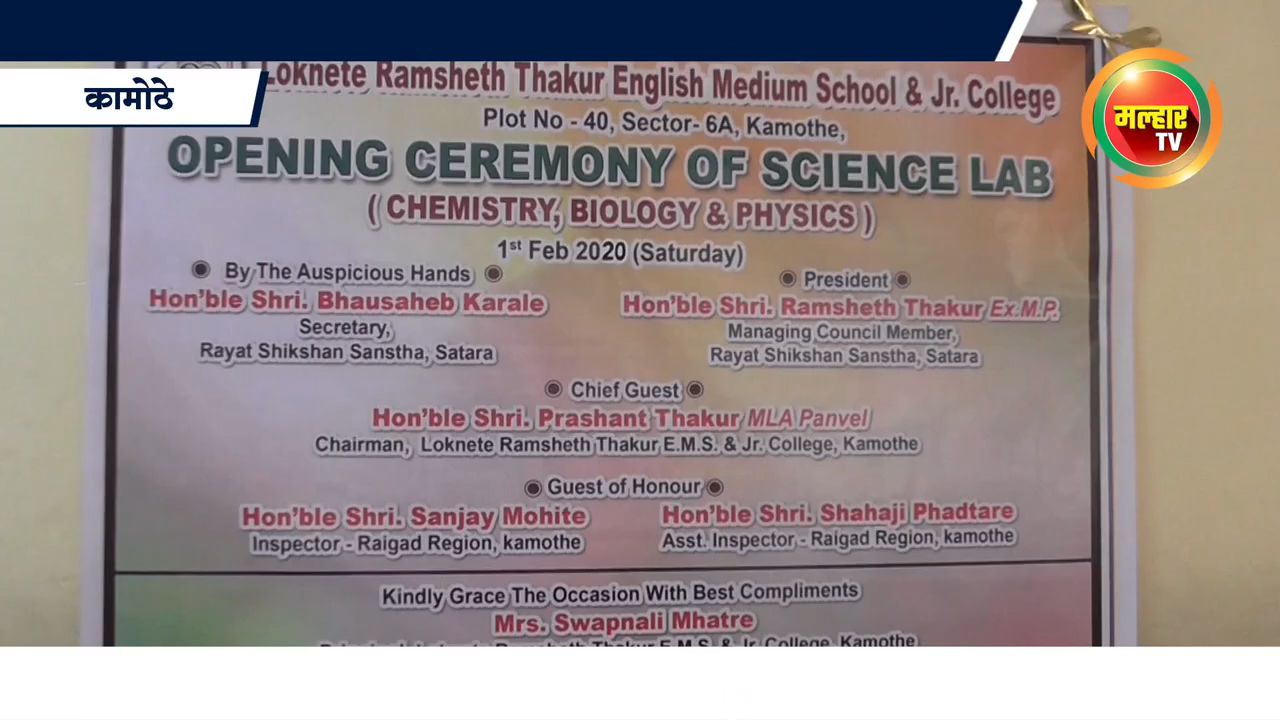 कामोठे
मल्हार
TV
Loknete Ramsheth Thakur English Medium School & Jr. College
Plot No - 40, Sector- 6A, Kamothe,
OPENING CEREMONY OF SCIENCE LAB
( CHEMISTRY, BIOLOGY & PHYSICS )
1st Feb 2020 (Saturday)
By The Auspicious Hands
Hon'ble Shri. Bhausaheb Karale
Secretary,
Rayat Shikshan Sanstha, Satara
President
Hon'ble Shri. Ramsheth Thakur Ex.M.P.
Managing Council Member,
Rayat Shikshan Sanstha, Satara
Chief Guest
Hon'ble Shri. Prashant Thakur MLA Panvel
Chairman, Loknete Ramsheth Thakur E.M.S. & Jr. College, Kamothe
Guest of Honour
Hon'ble Shri. Sanjay Mohite
Inspector - Raigad Region, kamothe
Hon'ble Shri. Shahaji Phadtare
Asst. Inspector - Raigad Region, kamothe
Kindly Grace The Occasion With Best Compliments
Mrs. Swapnali Mhatre
Thakur E.M.S. & Jr. College, Kamothe